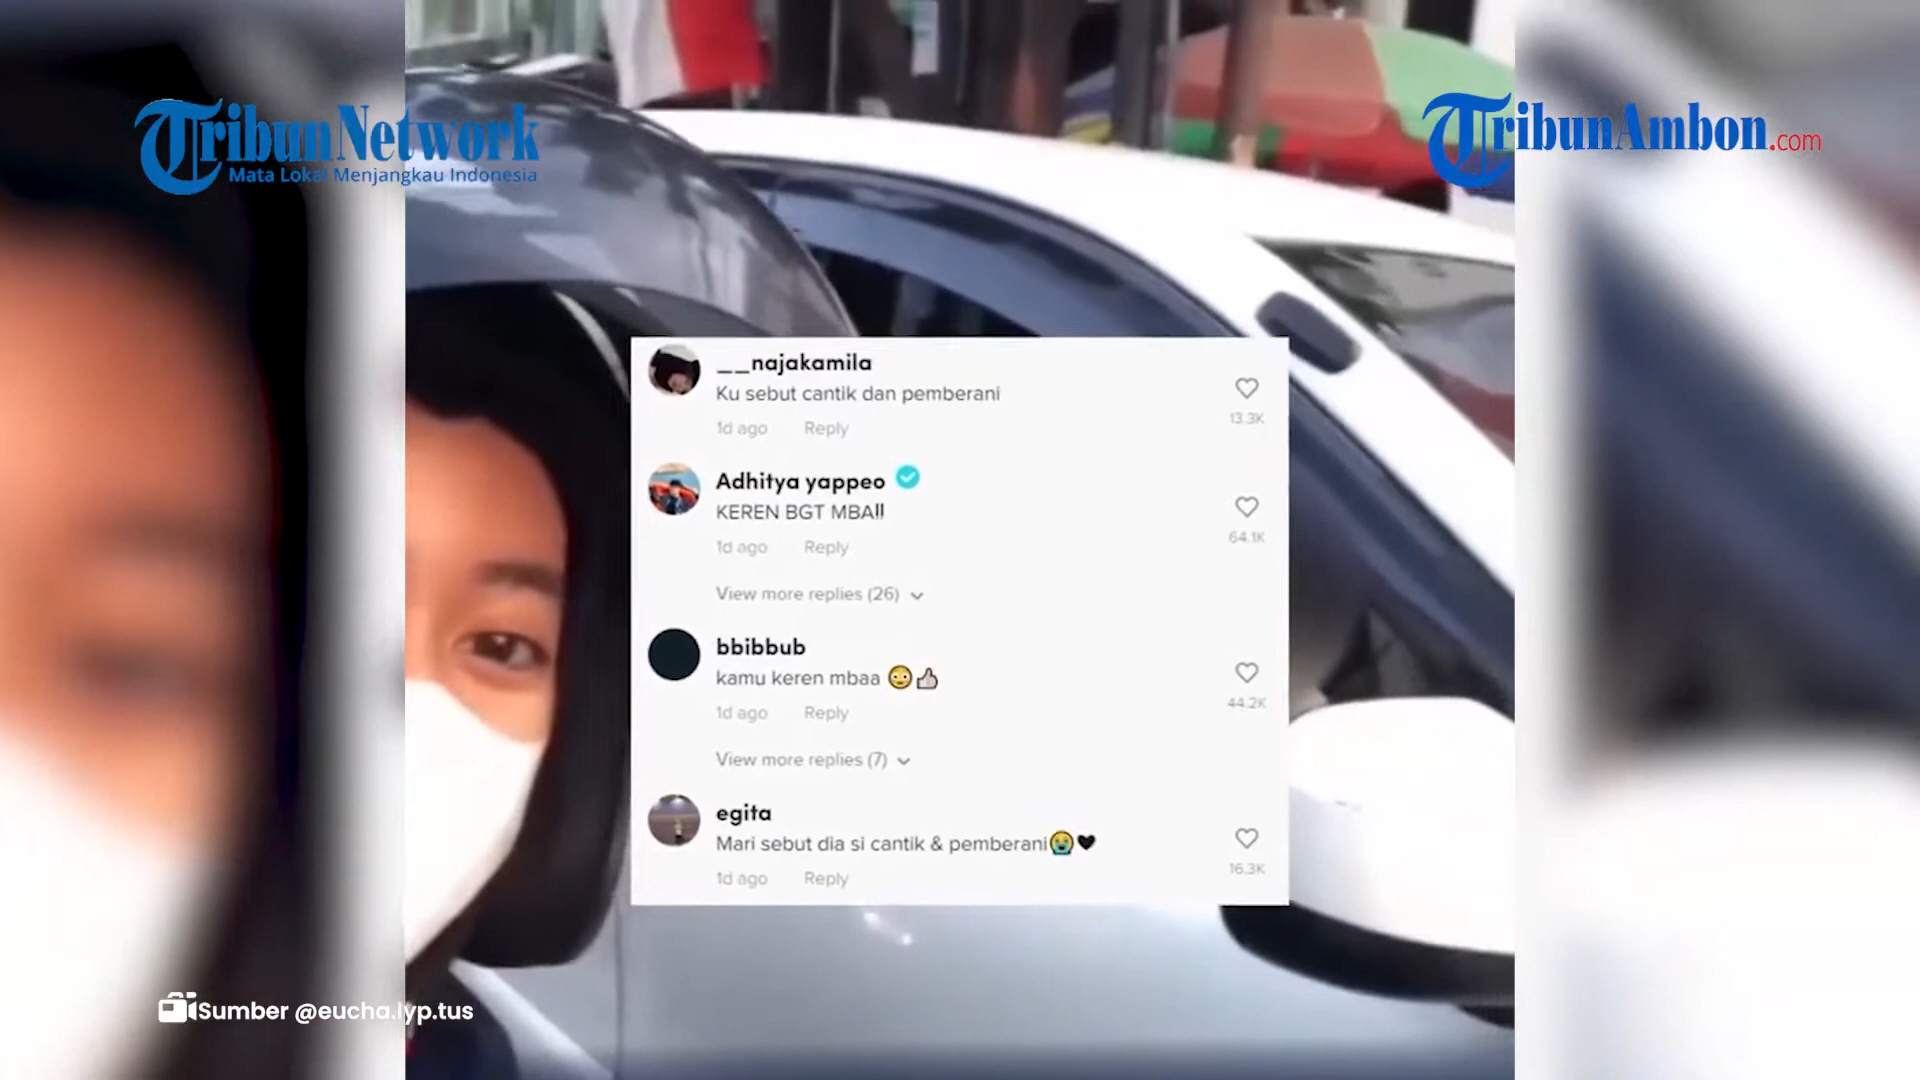 TribunNetwork
Mata Lokal Menjangkau Indonesia
TribunAmbon.com
__najakamila
Ku sebut cantik dan pemberani
1d ago Reply
13.3K
Adhitya yappeo
KEREN BGT MBA!!
1d ago Reply
64.1K
View more replies (26)
bbibbub
kamu keren mbaa 😳👍
1d ago Reply
44.2K
View more replies (7)
egita
Mari sebut dia si cantik & pemberani😭🖤
1d ago Reply
16.3K
Sumber @eucha.lyp.tus